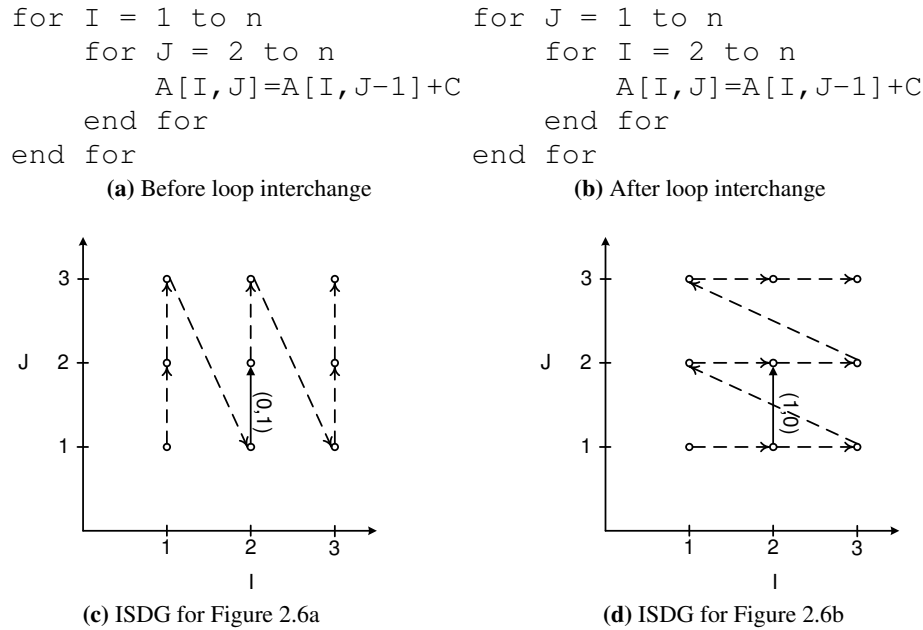 for I = 1 to n
    for J = 2 to n
        A[I,J]=A[I,J-1]+C
    end for
end for
(a) Before loop interchange
for J = 1 to n
    for I = 2 to n
        A[I,J]=A[I,J-1]+C
    end for
end for
(b) After loop interchange
3
J 2
(0,1)
1
1 2 3
I
(c) ISDG for Figure 2.6a
3
J 2
(1,0)
1
1 2 3
I
(d) ISDG for Figure 2.6b